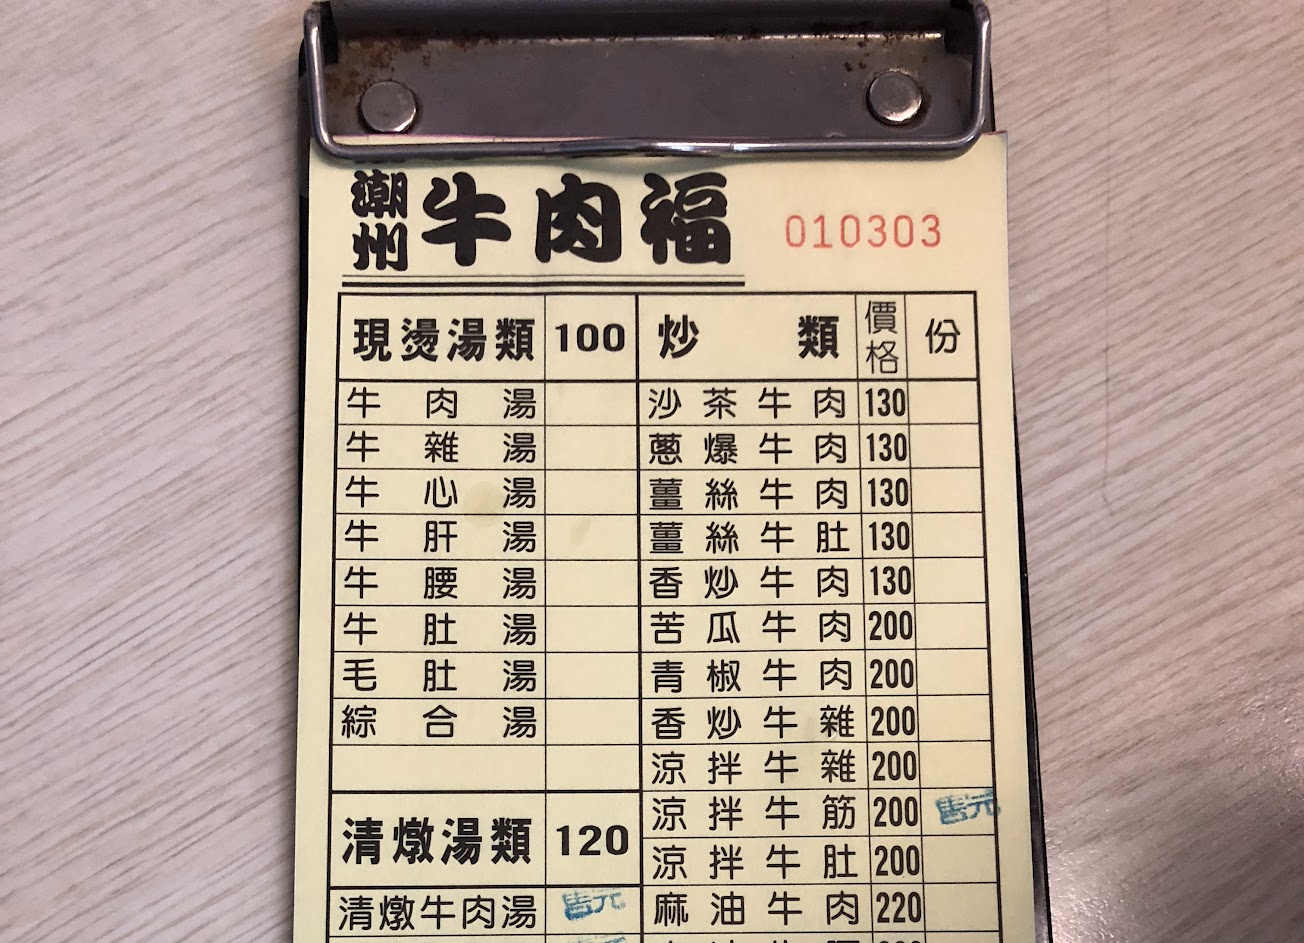 潮州 牛肉福 010303
現燙湯類 100 炒類 價格 份
牛肉湯 沙茶牛肉 130
牛雜湯 蔥爆牛肉 130
牛心湯 薑絲牛肉 130
牛肝湯 薑絲牛肚 130
牛腰湯 香炒牛肉 130
牛肚湯 苦瓜牛肉 200
毛肚湯 青椒牛肉 200
綜合湯 香炒牛雜 200
涼拌牛雜 200
清燉湯類 120 涼拌牛筋 200 售完
涼拌牛肚 200
清燉牛肉湯 售完 麻油牛肉 220